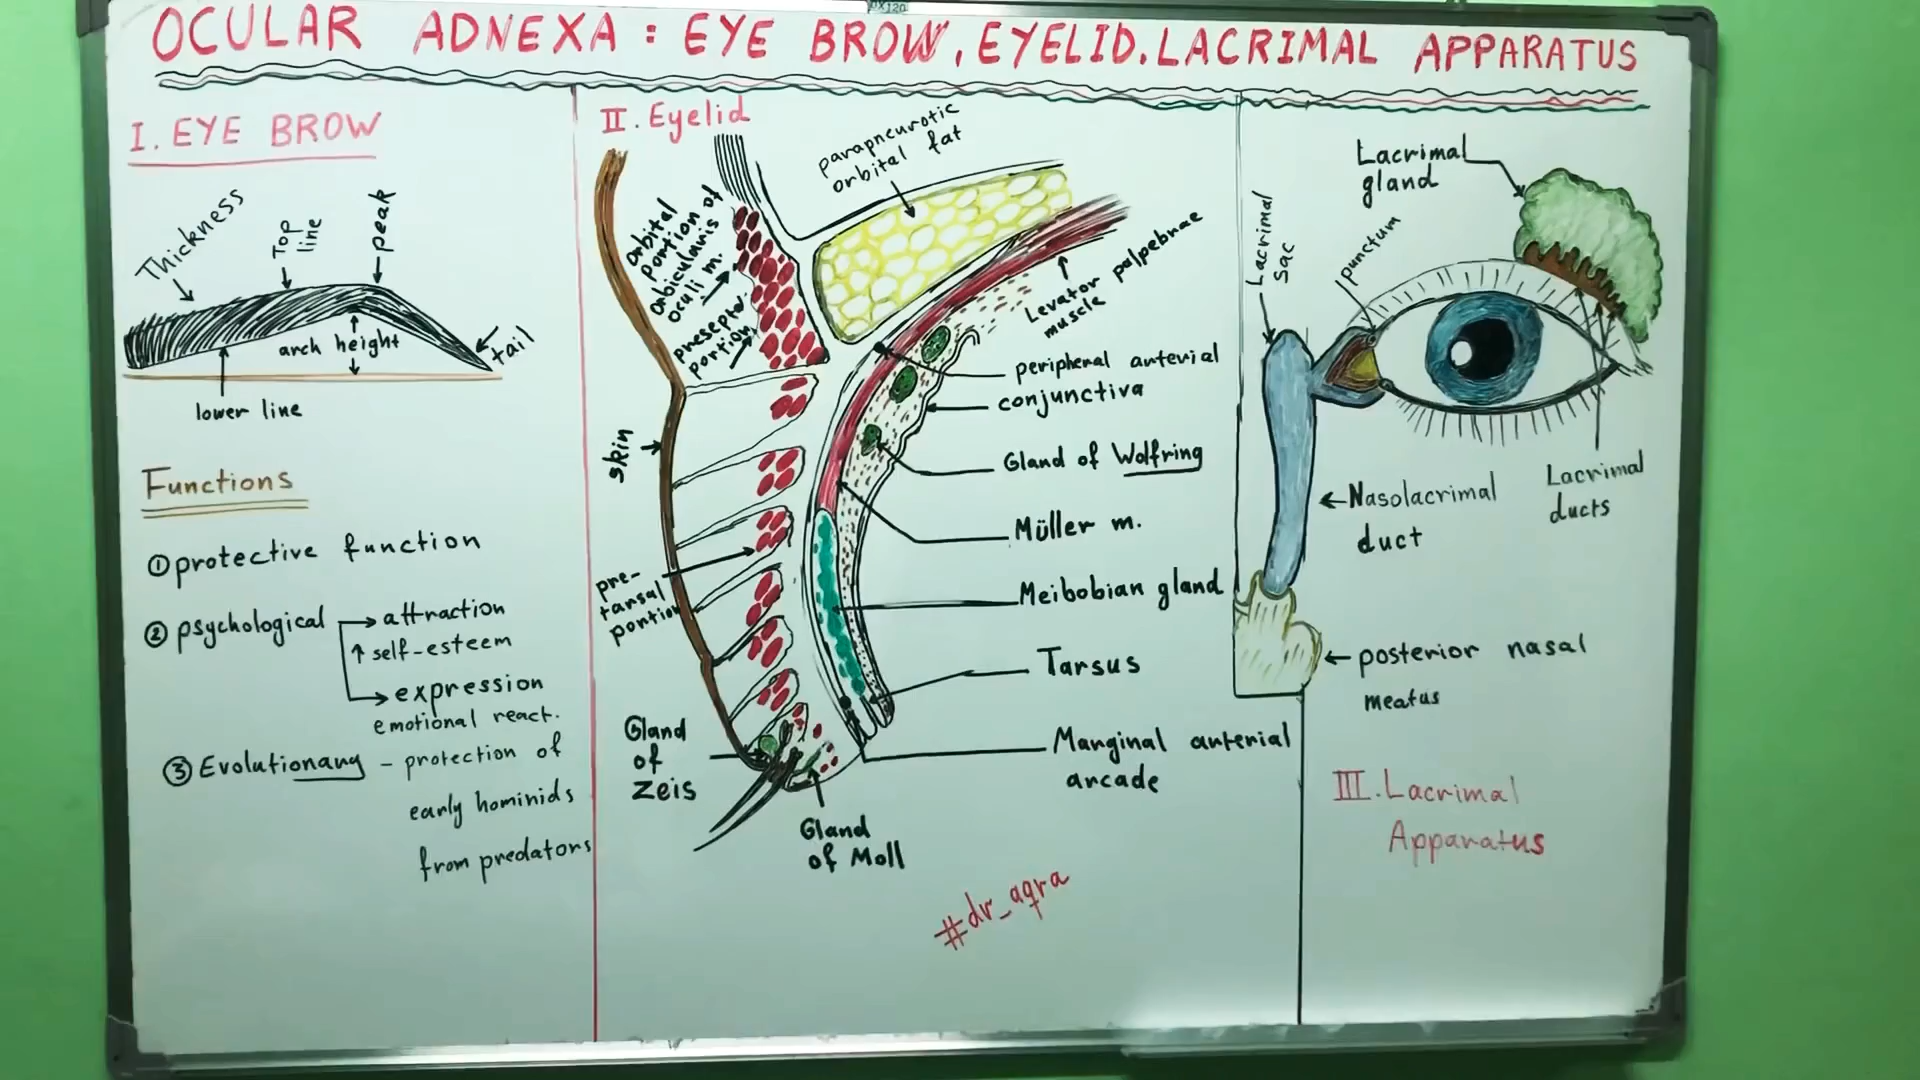 OCULAR ADNEXA : EYE BROW, EYELID. LACRIMAL APPARATUS
I. EYE BROW
Thickness
Top
line
peak
arch height
tail
lower line
Functions
① protective function
② psychological → attraction
↑ self-esteem
→ expression
emotional react.
③ Evolutionary - protection of
early hominids
from predators
II. Eyelid
parapneurotic
orbital fat
orbital
portion of
orbicularis
oculi m.
preseptal
portion
Levator palpebrae
muscle
skin
peripheral arterial
conjunctiva
Gland of Wolfring
Müller m.
pre-
tarsal
portion
Meibobian gland
Tarsus
Gland
of
Zeis
Marginal arterial
arcade
Gland
of Moll
#dr_aqra
Lacrimal
gland
Lacrimal
Sac
punctum
Nasolacrimal
duct
Lacrimal
ducts
posterior nasal
meatus
III. Lacrimal
Apparatus